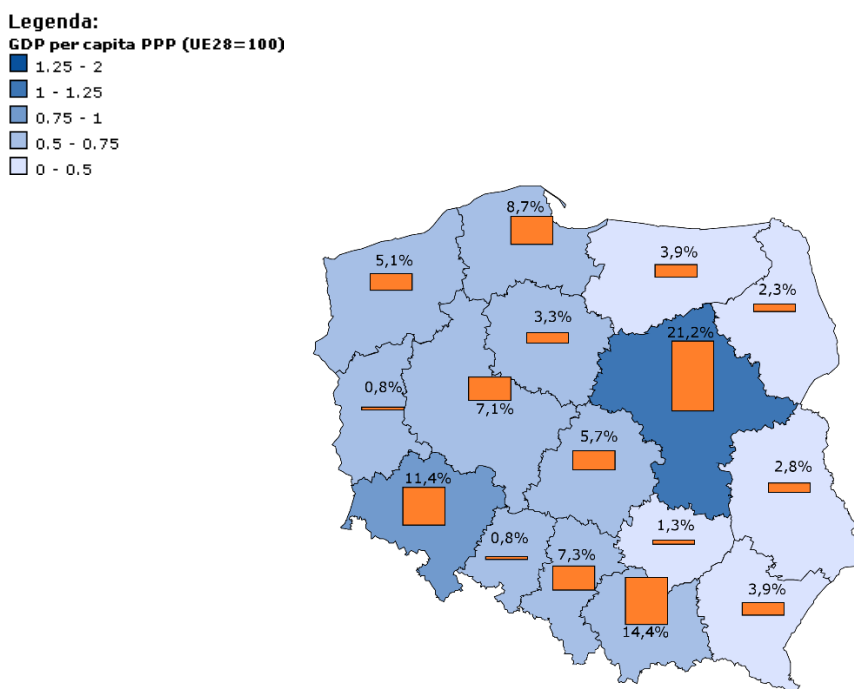 Legenda:
GDP per capita PPP (UE28=100)
1.25 - 2
1 - 1.25
0.75 - 1
0.5 - 0.75
0 - 0.5
8,7%
5,1%
3,9%
2,3%
3,3%
21,2%
0,8%
7,1%
5,7%
11,4%
2,8%
0,8%
7,3%
1,3%
14,4%
3,9%